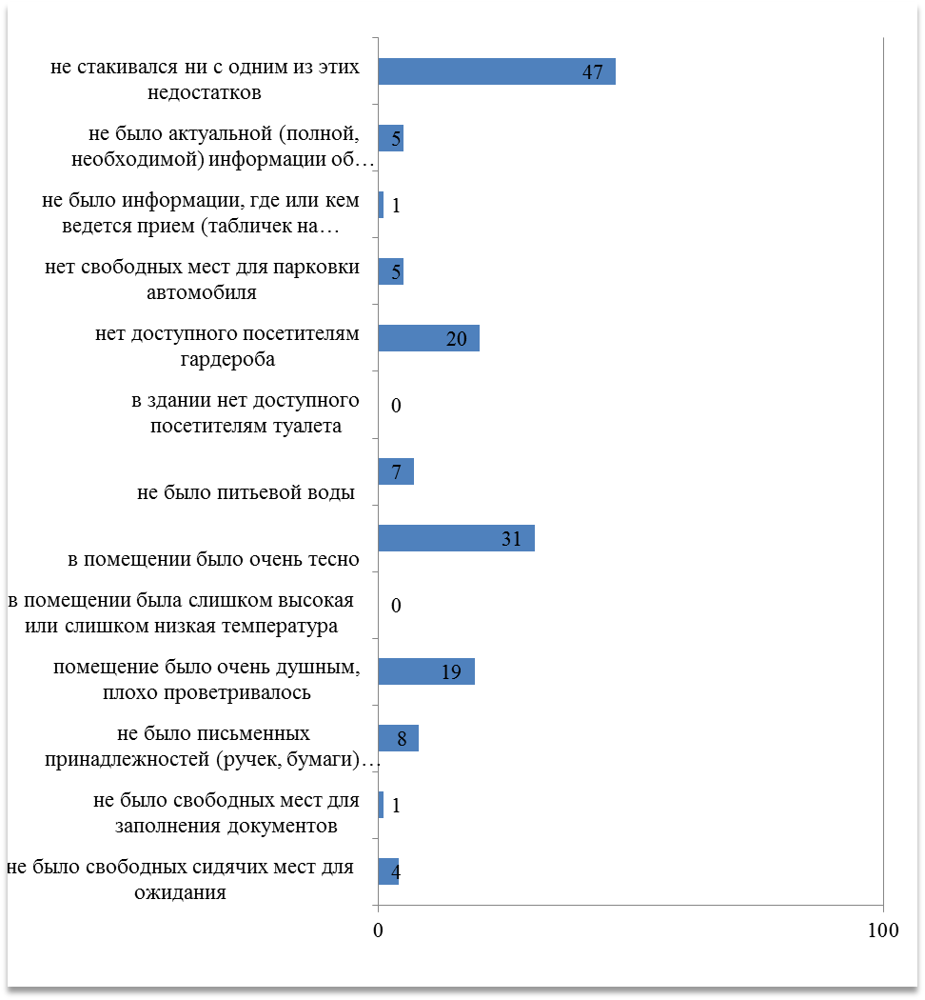 не стакивался ни с одним из этих
недостатков
47
не было актуальной (полной,
необходимой) информации об…
5
не было информации, где или кем
ведется прием (табличек на…
1
нет свободных мест для парковки
автомобиля
5
нет доступного посетителям
гардероба
20
в здании нет доступного
посетителям туалета
0
не было питьевой воды
7
в помещении было очень тесно
31
в помещении была слишком высокая
или слишком низкая температура
0
помещение было очень душным,
плохо проветривалось
19
не было письменных
принадлежностей (ручек, бумаги)…
8
не было свободных мест для
заполнения документов
1
не было свободных сидячих мест для
ожидания
4
0
100